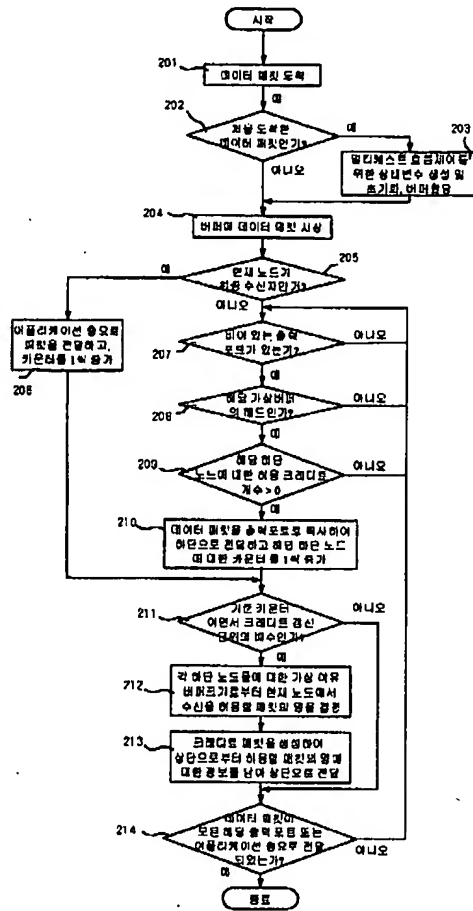 시작
201
데이터 패킷 도착
예
202
처음 도착한
데이터 패킷인가?
예
203
아니오
멀티캐스트 흐름제어를
위한 상태변수 생성 및
초기화, 버퍼할당
204
버퍼에 데이터 패킷 저장
205
예
현재 노드가
최종 수신자인가?
아니오
어플리케이션 층으로
패킷을 전달하고,
카운터를 1씩 증가
206
207
비어 있는 출력
포트가 있는가?
아니오
예
208
해당 가상버퍼
의 헤드인가?
아니오
예
209
해당 하단
노드에 대한 허용 크레디트
개수 > 0
아니오
예
210
데이터 패킷을 출력포트로 복사하여
하단으로 전달하고 해당 하단 노드
에 대한 카운터를 1씩 증가
211
기준 카운터
이면서 크레디트 갱신
단위의 배수인가?
아니오
예
212
각 하단 노드들에 대한 가상 여유
버퍼크기로부터 현재 노드에서
수신을 허용할 패킷의 양을 결정
213
크레디트 패킷을 생성하여
상단으로부터 허용할 패킷의 양에
대한 정보를 담아 상단으로 전달
214
데이터 패킷이
모든 해당 출력 포트 또는
어플리케이션 층으로 전달
되었는가?
아니오
예
종료